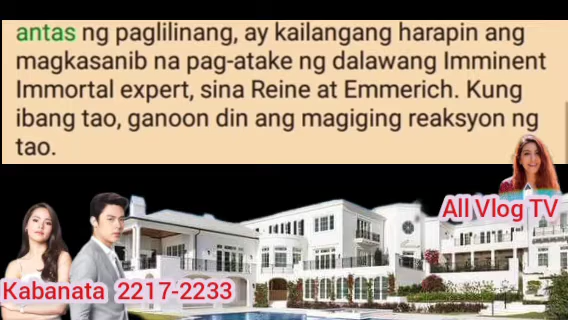 antas ng paglilinang, ay kailangang harapin ang
magkasanib na pag-atake ng dalawang Imminent
Immortal expert, sina Reine at Emmerich. Kung
ibang tao, ganoon din ang magiging reaksyon ng
tao.
All Vlog TV
Kabanata 2217-2233